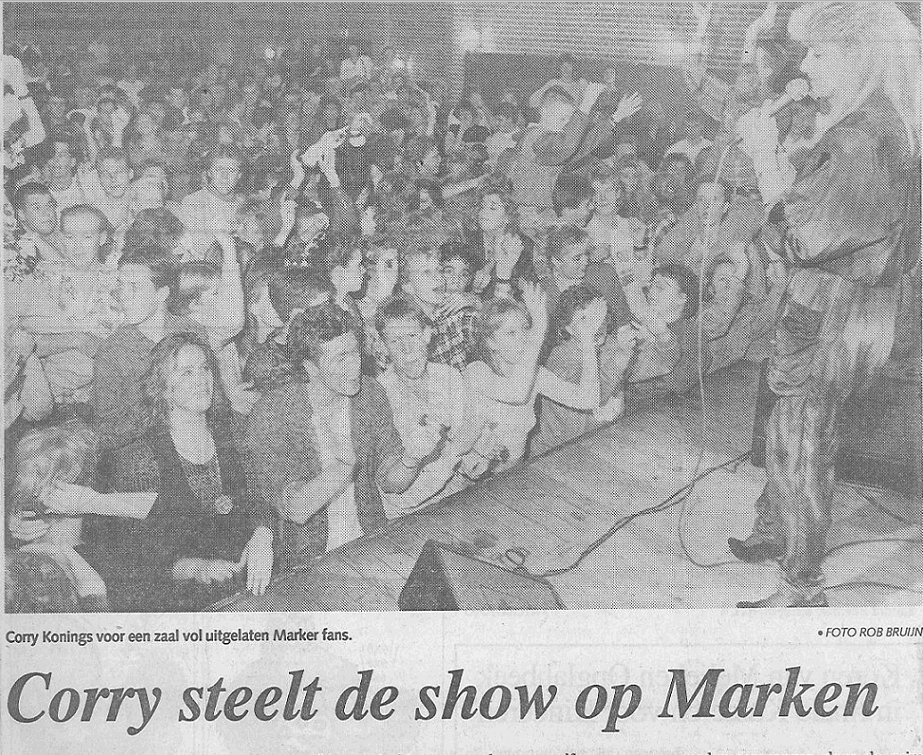 Corry Konings voor een zaal vol uitgelaten Marker fans.
• FOTO ROB BRUIJN
Corry steelt de show op Marken